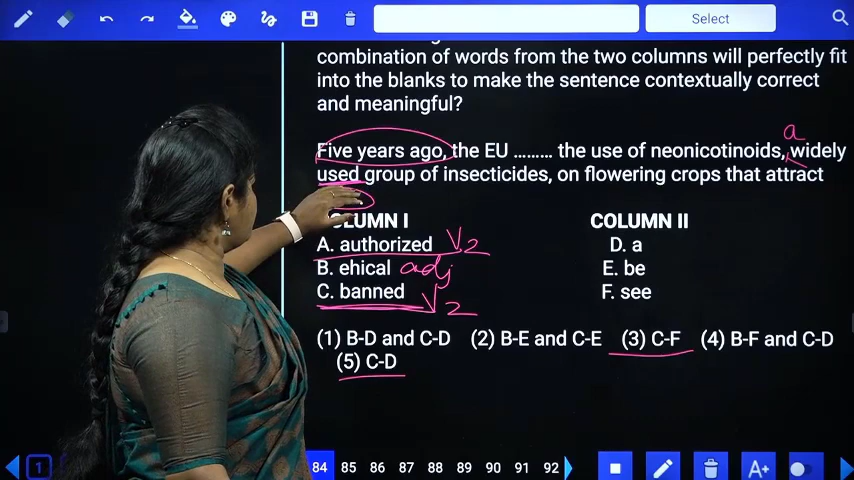 Select
combination of words from the two columns will perfectly fit
into the blanks to make the sentence contextually correct
and meaningful?
a
Five years ago, the EU ......... the use of neonicotinoids, widely
used group of insecticides, on flowering crops that attract
COLUMN II
A. authorized V2 D. a
B. ehical adj E. be
C. banned V2 F. see
(1) B-D and C-D (2) B-E and C-E (3) C-F (4) B-F and C-D
(5) C-D
1 84 85 86 87 88 89 90 91 92 A+